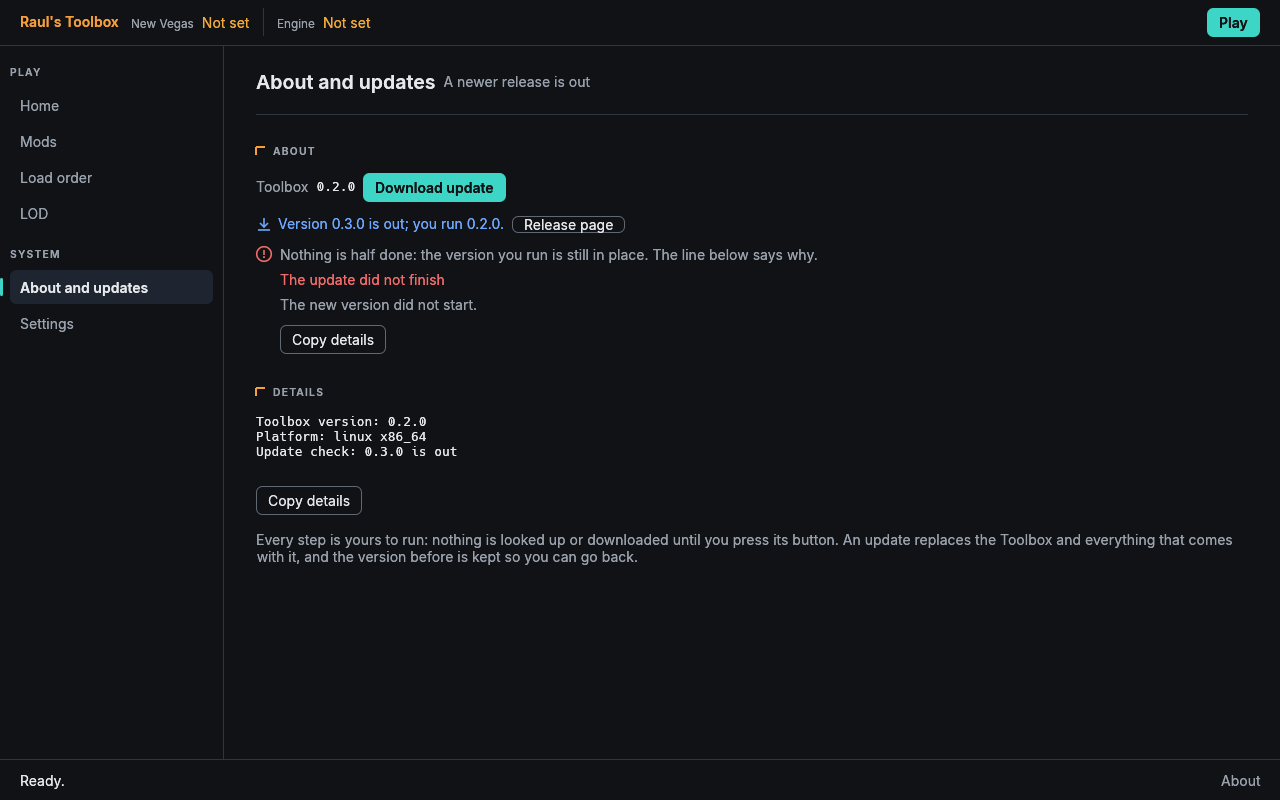 Raul's Toolbox New Vegas Not set Engine Not set Play
PLAY
Home
Mods
Load order
LOD
SYSTEM
About and updates
Settings
About and updates A newer release is out
ABOUT
Toolbox 0.2.0 Download update
Version 0.3.0 is out; you run 0.2.0. Release page
Nothing is half done: the version you run is still in place. The line below says why.
The update did not finish
The new version did not start.
Copy details
DETAILS
Toolbox version: 0.2.0
Platform: linux x86_64
Update check: 0.3.0 is out
Copy details
Every step is yours to run: nothing is looked up or downloaded until you press its button. An update replaces the Toolbox and everything that comes
with it, and the version before is kept so you can go back.
Ready. About